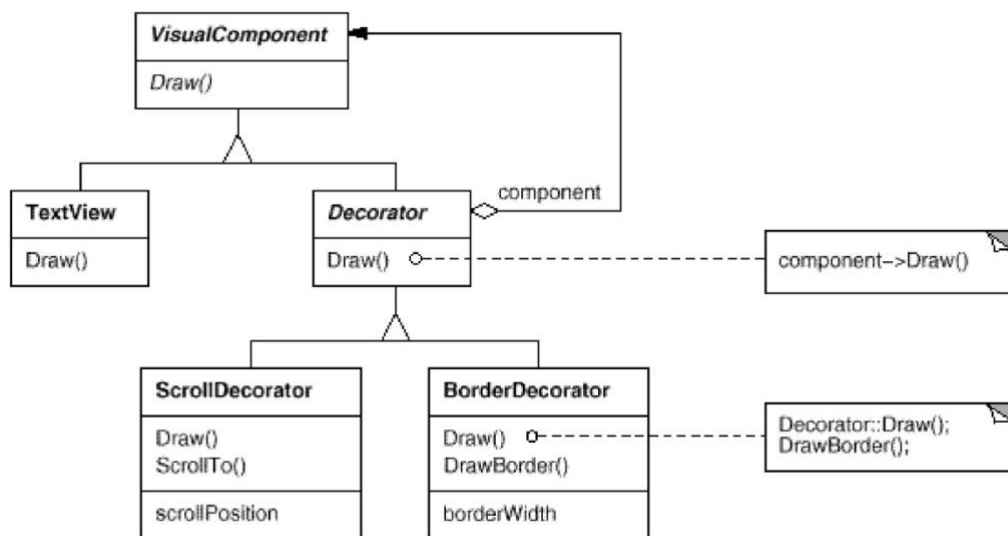 VisualComponent
Draw()
TextView
Draw()
Decorator
Draw()
component
component->Draw()
ScrollDecorator
Draw()
ScrollTo()
scrollPosition
BorderDecorator
Draw()
DrawBorder()
borderWidth
Decorator::Draw();
DrawBorder();